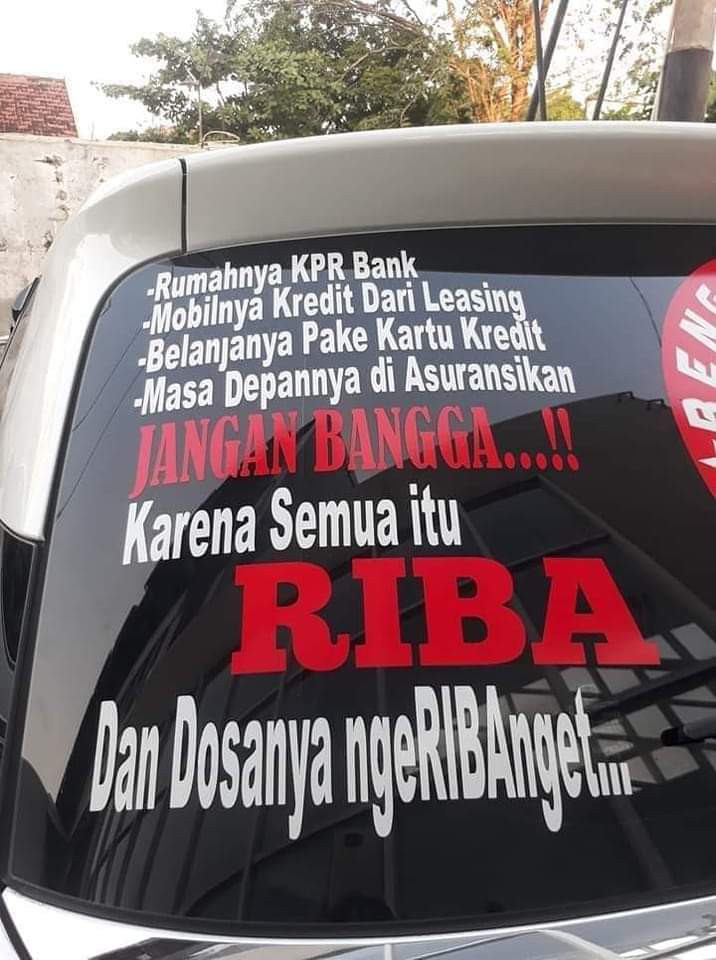 -Rumahnya KPR Bank
-Mobilnya Kredit Dari Leasing
-Belanjanya Pake Kartu Kredit
-Masa Depannya di Asuransikan
JANGAN BANGGA...!!
Karena Semua itu
RIBA
Dan Dosanya ngeRIBAnget...